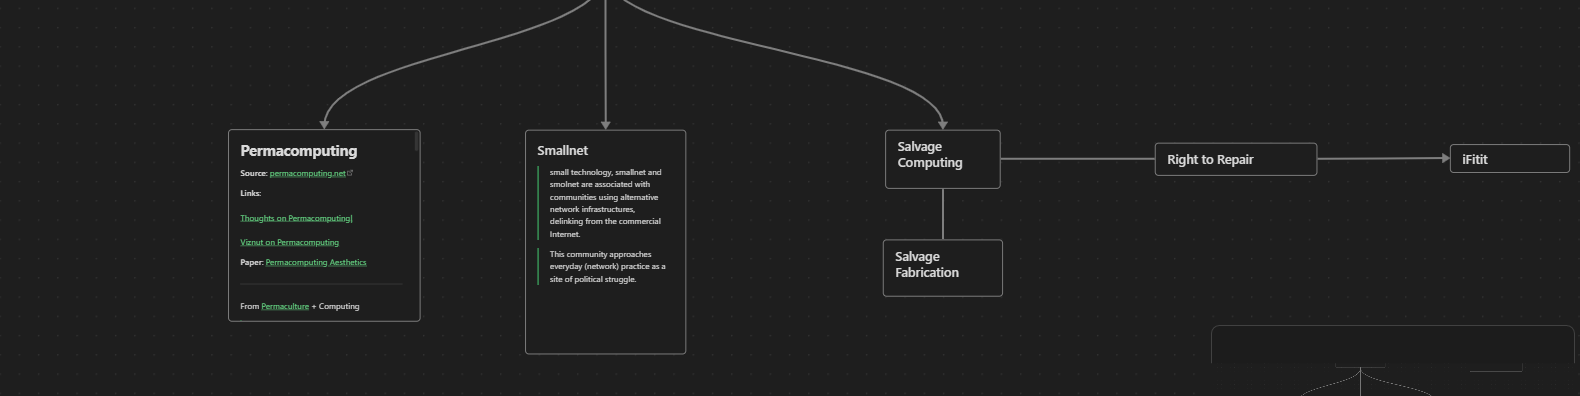 Permacomputing
Source: permacomputing.net
Links:
Thoughts on Permacomputing|
Viznut on Permacomputing
Paper: Permacomputing Aesthetics
From Permaculture + Computing
Smallnet
small technology, smallnet and
smolnet are associated with
communities using alternative
network infrastructures,
delinking from the commercial
Internet.
This community approaches
everyday (network) practice as a
site of political struggle.
Salvage
Computing
Salvage
Fabrication
Right to Repair
iFitit